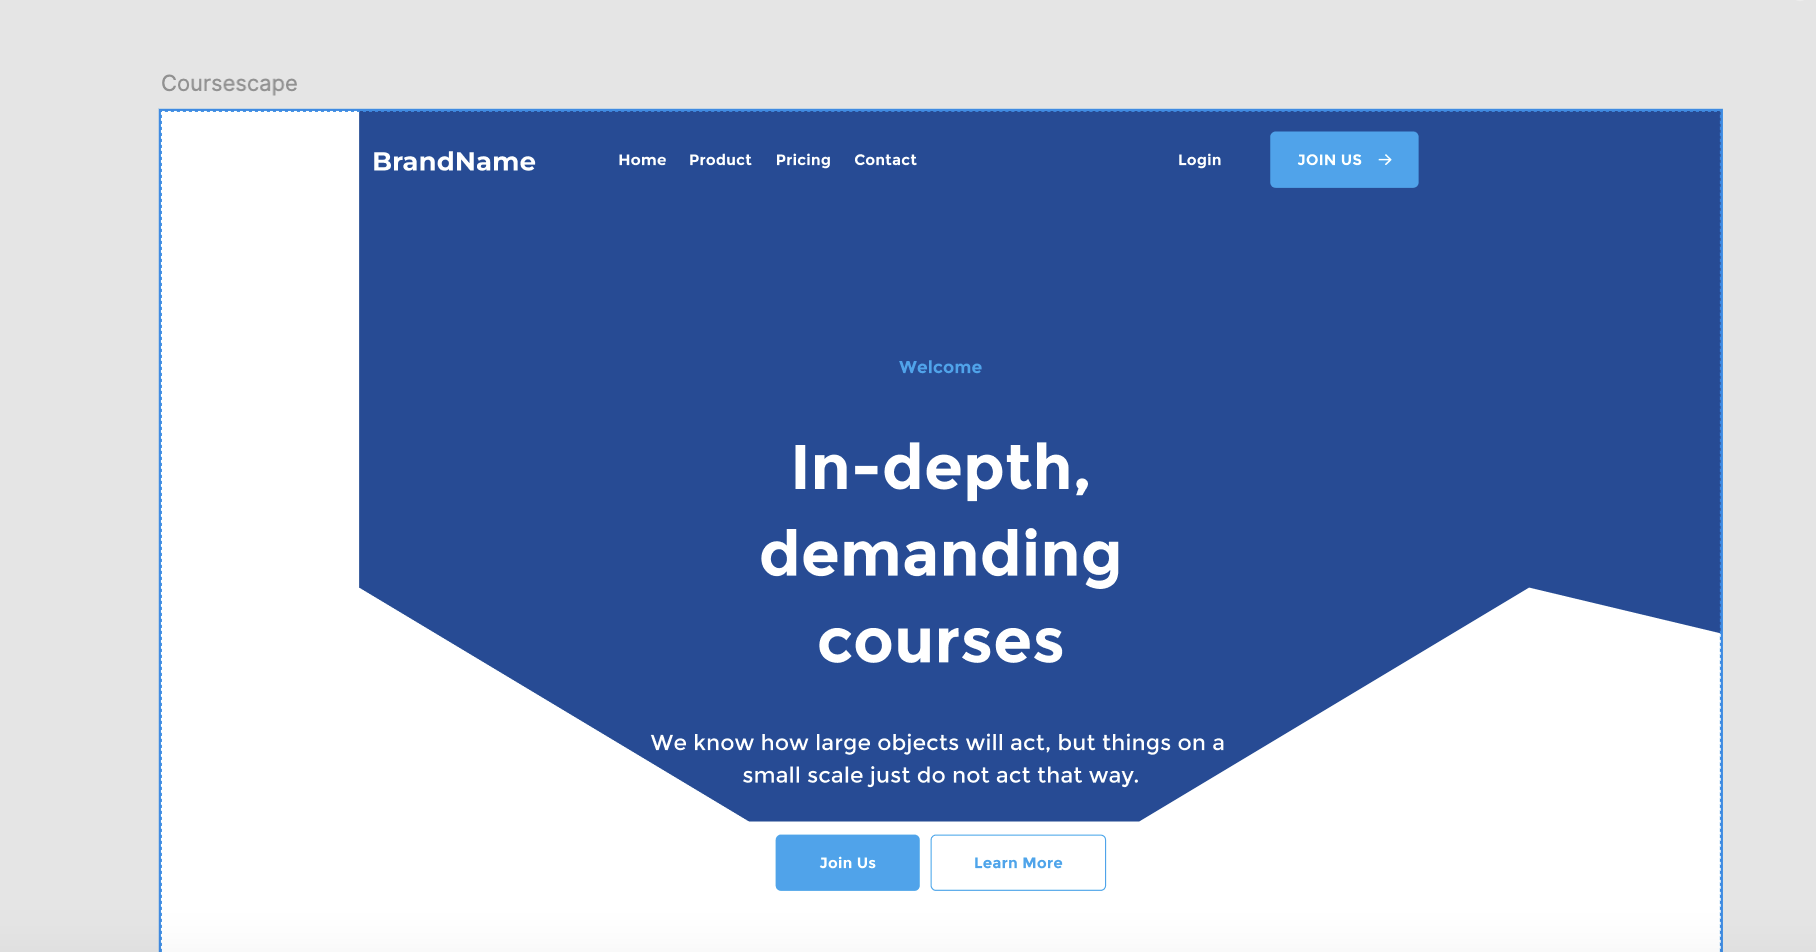 Coursescape
BrandName
Home Product Pricing Contact Login JOIN US →
Welcome
In-depth,
demanding
courses
We know how large objects will act, but things on a
small scale just do not act that way.
Join Us Learn More